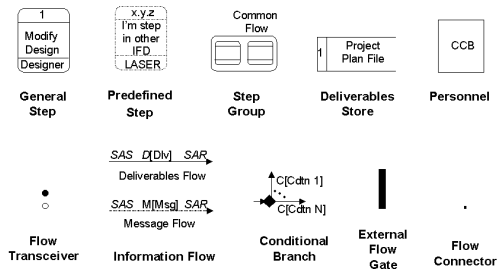 1
Modify
Design
Designer
General
Step
x.y.z
I'm step
in other
IFD
LASER
Predefined
Step
Common
Flow
Step
Group
1
Project
Plan File
Deliverables
Store
CCB
Personnel
Flow
Transceiver
SAS D[Dlv] SAR
Deliverables Flow
SAS M[Msg] SAR
Message Flow
Information Flow
C[Cdtn 1]
C[Cdtn N]
Conditional
Branch
External
Flow
Gate
Flow
Connector